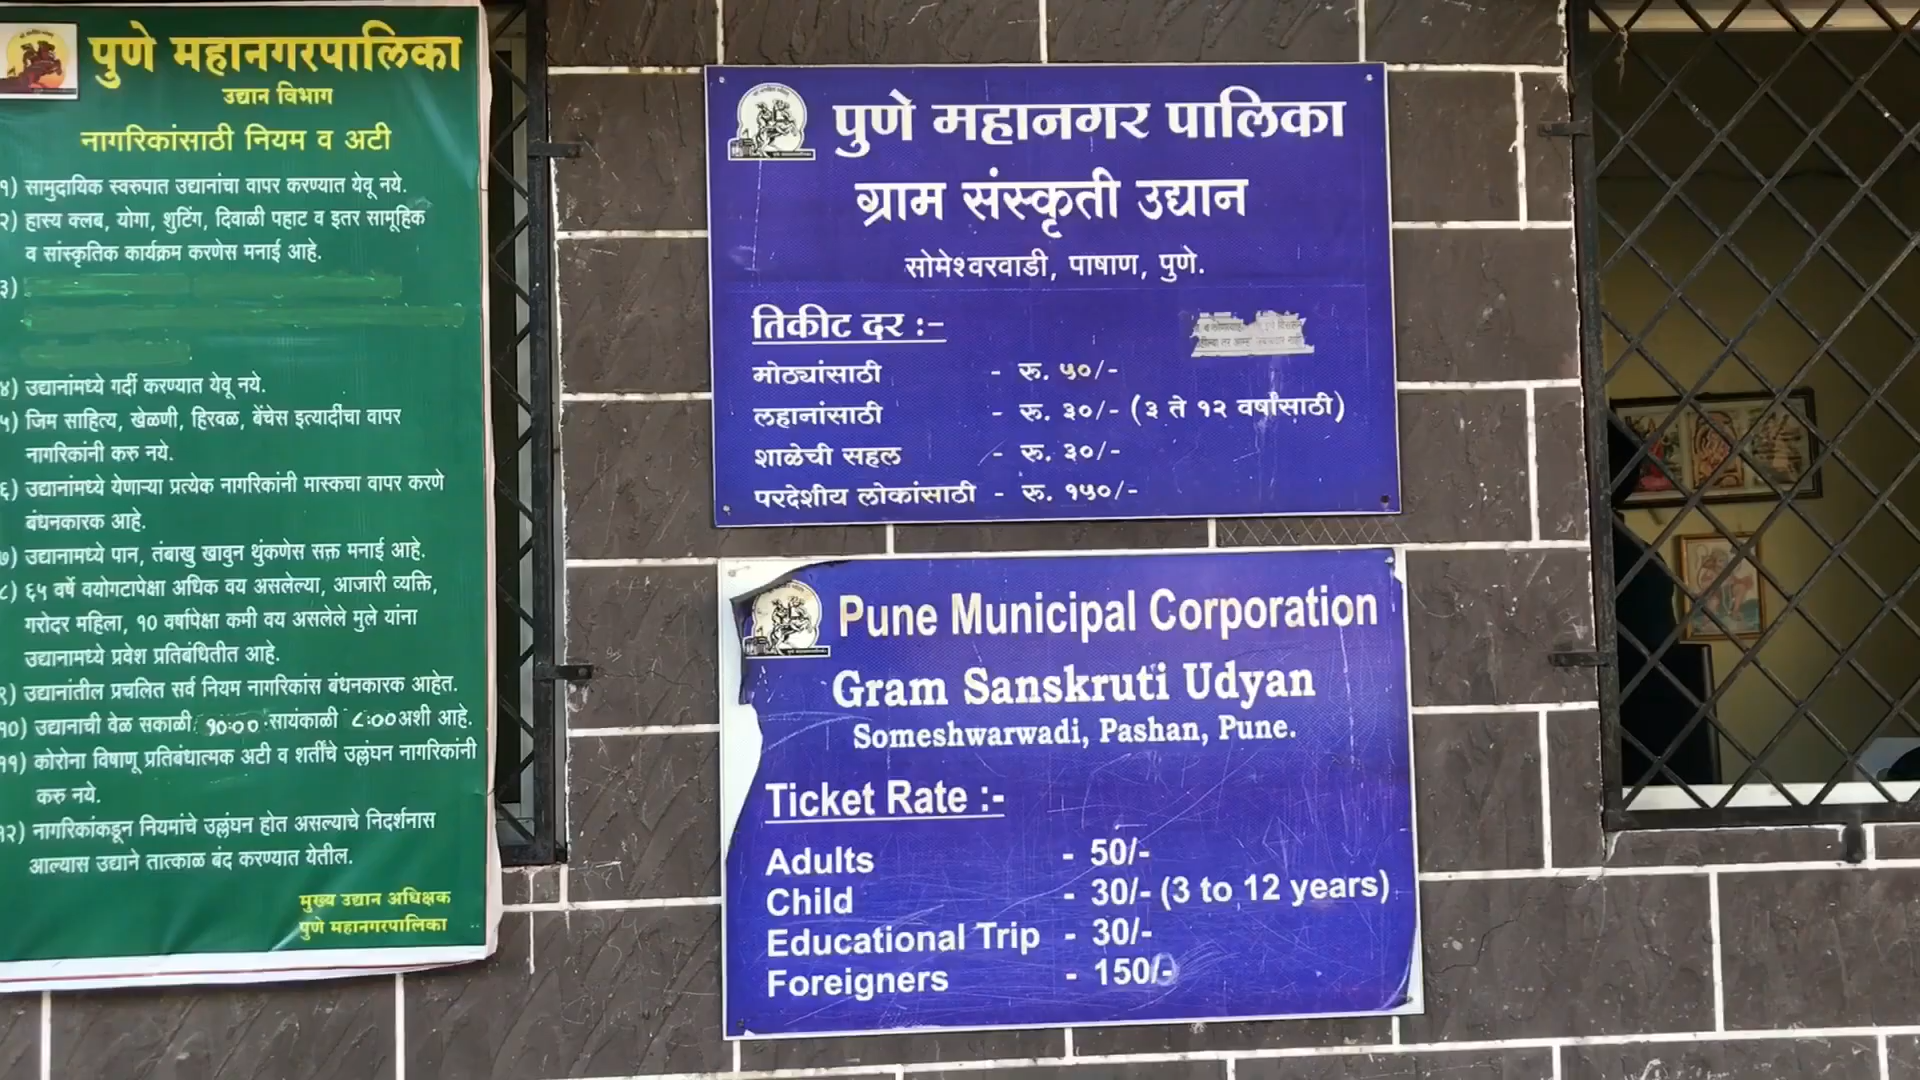 पुणे महानगरपालिका
उद्यान विभाग
नागरिकांसाठी नियम व अटी
१) सामुदायिक स्वरुपात उद्यानांचा वापर करण्यात येवू नये.
२) हास्य क्लब, योगा, शुटिंग, दिवाळी पहाट व इतर सामूहिक
व सांस्कृतिक कार्यक्रम करणेस मनाई आहे.
३)
४) उद्यानांमध्ये गर्दी करण्यात येवू नये.
५) जिम साहित्य, खेळणी, हिरवळ, बेंचेस इत्यादींचा वापर
नागरिकांनी करु नये.
६) उद्यानांमध्ये येणाऱ्या प्रत्येक नागरिकांनी मास्कचा वापर करणे
बंधनकारक आहे.
७) उद्यानामध्ये पान, तंबाखु खावुन थुंकणेस सक्त मनाई आहे.
८) ६५ वर्षे वयोगटापेक्षा अधिक वय असलेल्या, आजारी व्यक्ति,
गरोदर महिला, १० वर्षापेक्षा कमी वय असलेले मुले यांना
उद्यानामध्ये प्रवेश प्रतिबंधितीत आहे.
९) उद्यानांतील प्रचलित सर्व नियम नागरिकांस बंधनकारक आहेत.
१०) उद्यानाची वेळ सकाळी १०:०० सायंकाळी ८:०० अशी आहे.
११) कोरोना विषाणू प्रतिबंधात्मक अटी व शर्तींचे उल्लंघन नागरिकांनी
करु नये.
१२) नागरिकांकडून नियमांचे उल्लंघन होत असल्याचे निदर्शनास
आल्यास उद्याने तात्काळ बंद करण्यात येतील.
मुख्य उद्यान अधिक्षक
पुणे महानगरपालिका
पुणे महानगर पालिका
ग्राम संस्कृती उद्यान
सोमेश्वरवाडी, पाषाण, पुणे.
तिकीट दर :-
मोठ्यांसाठी - रू. ५०/-
लहानांसाठी - रू. ३०/- (३ ते १२ वर्षांसाठी)
शाळेची सहल - रू. ३०/-
परदेशीय लोकांसाठी - रू. १५०/-
Pune Municipal Corporation
Gram Sanskruti Udyan
Someshwarwadi, Pashan, Pune.
Ticket Rate :-
Adults - 50/-
Child - 30/- (3 to 12 years)
Educational Trip - 30/-
Foreigners - 150/-